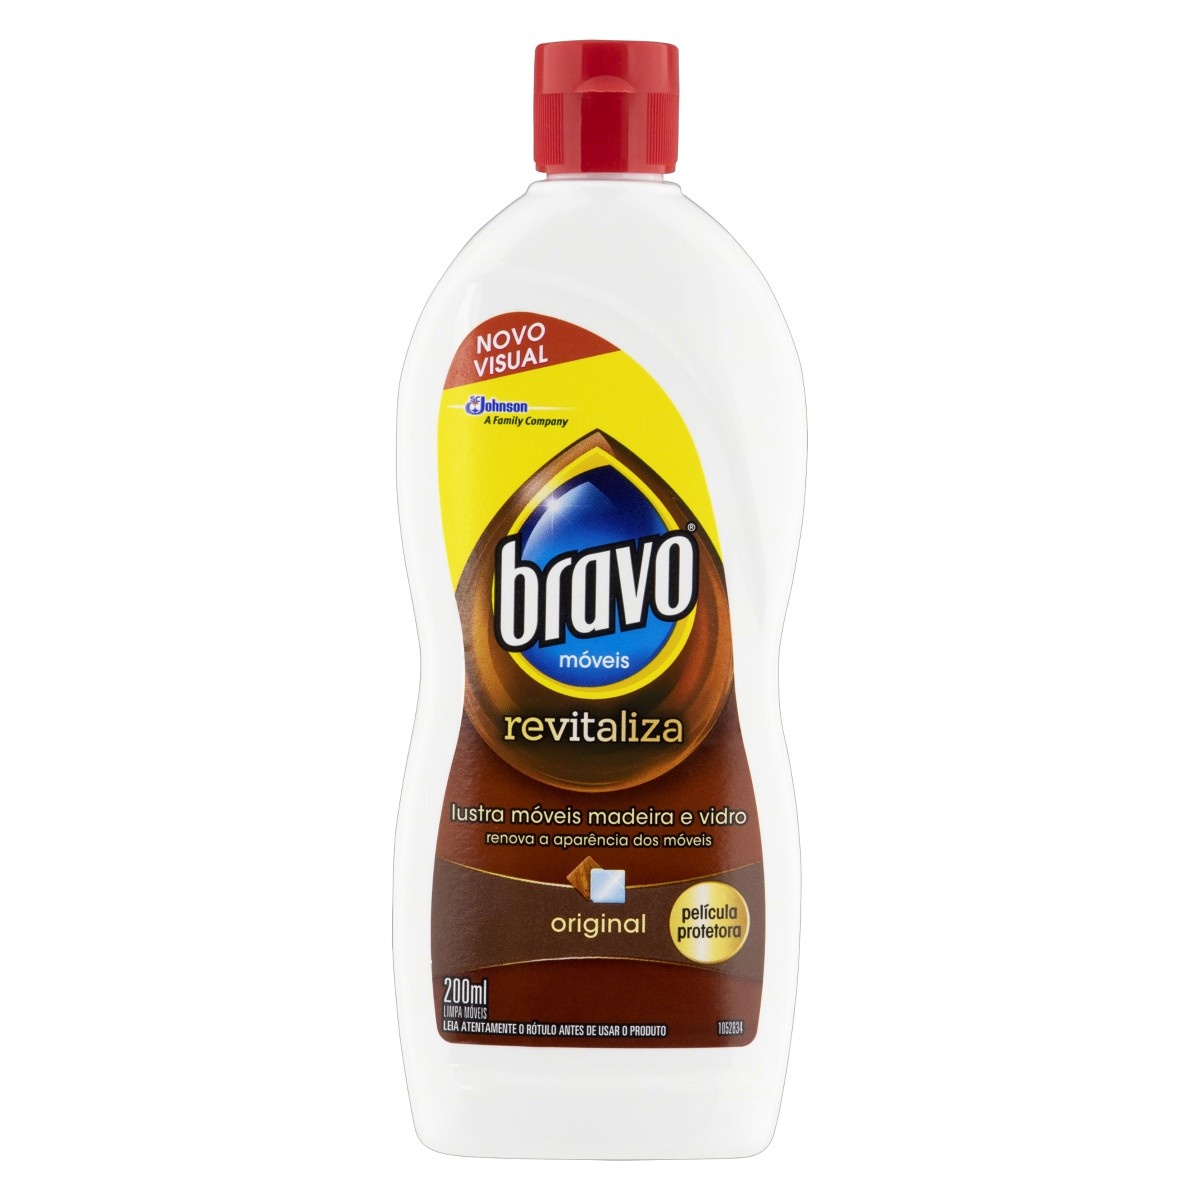 NOVO
VISUAL
SC Johnson
A Family Company
bravo®
móveis
revitaliza
lustra móveis madeira e vidro
renova a aparência dos móveis
original
película
protetora
200ml
LIMPA MÓVEIS
LEIA ATENTAMENTE O RÓTULO ANTES DE USAR O PRODUTO
1052834